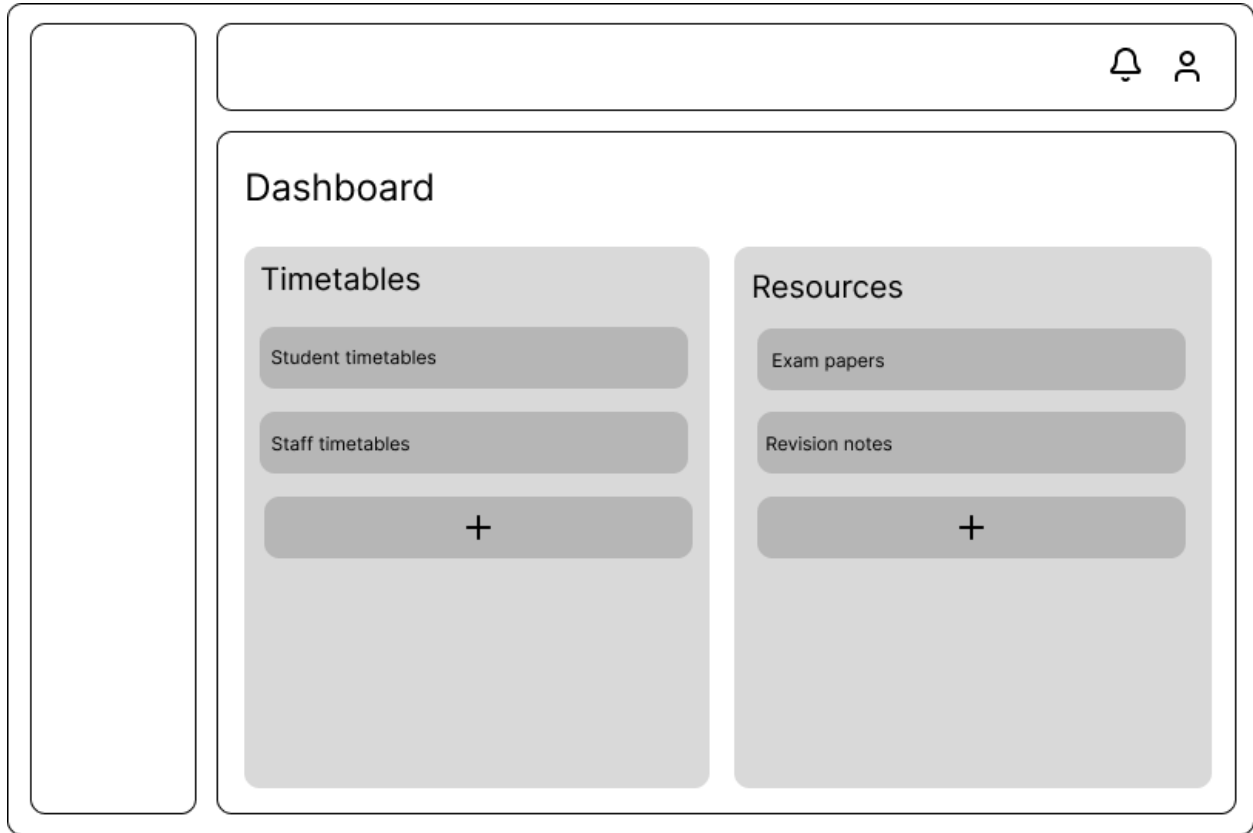 Dashboard
Timetables
Student timetables
Staff timetables
+
Resources
Exam papers
Revision notes
+